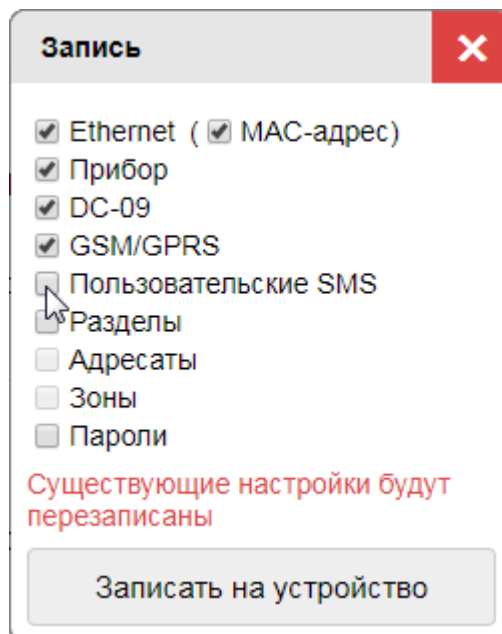 Запись
Ethernet ( MAC-адрес)
Прибор
DC-09
GSM/GPRS
Пользовательские SMS
Разделы
Адресаты
Зоны
Пароли
Существующие настройки будут
перезаписаны
Записать на устройство